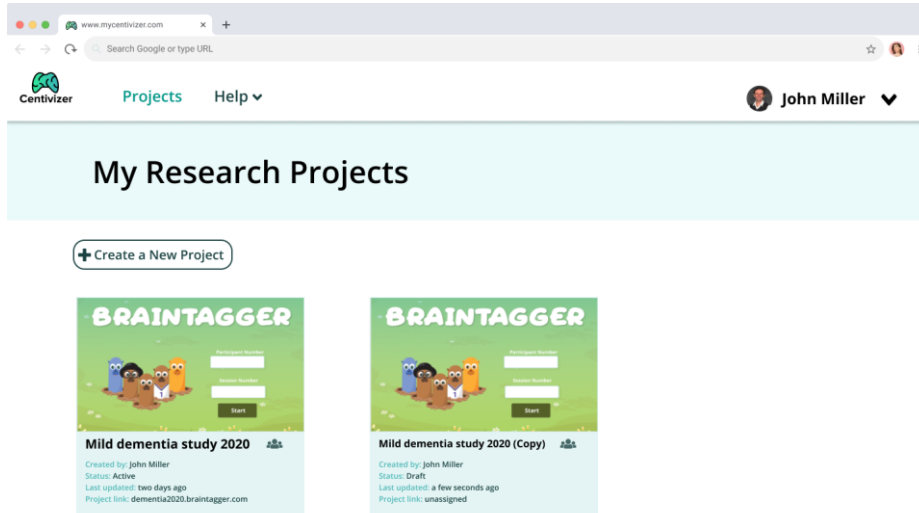 www.mycentivizer.com
Search Google or type URL
Centivizer
Projects
Help
John Miller
My Research Projects
Create a New Project
BRAINTAGGER
Participant Number
Session Number
1
Start
Mild dementia study 2020
Created by: John Miller
Status: Active
Last updated: two days ago
Project link: dementia2020.braintagger.com
BRAINTAGGER
Participant Number
Session Number
1
Start
Mild dementia study 2020 (Copy)
Created by: John Miller
Status: Draft
Last updated: a few seconds ago
Project link: unassigned